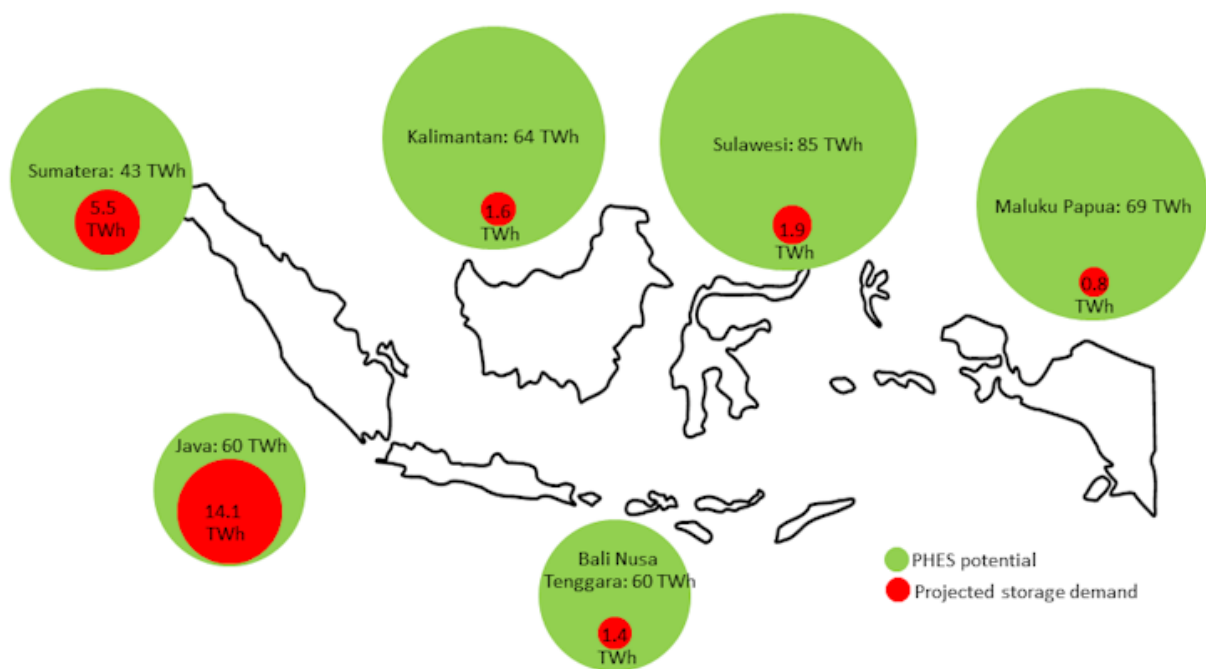 Kalimantan: 64 TWh
1.6
TWh
Sulawesi: 85 TWh
1.9
TWh
Sumatera: 43 TWh
5.5
TWh
Maluku Papua: 69 TWh
0.8
TWh
Java: 60 TWh
14.1
TWh
Bali Nusa
Tenggara: 60 TWh
1.4
TWh
PHES potential
Projected storage demand